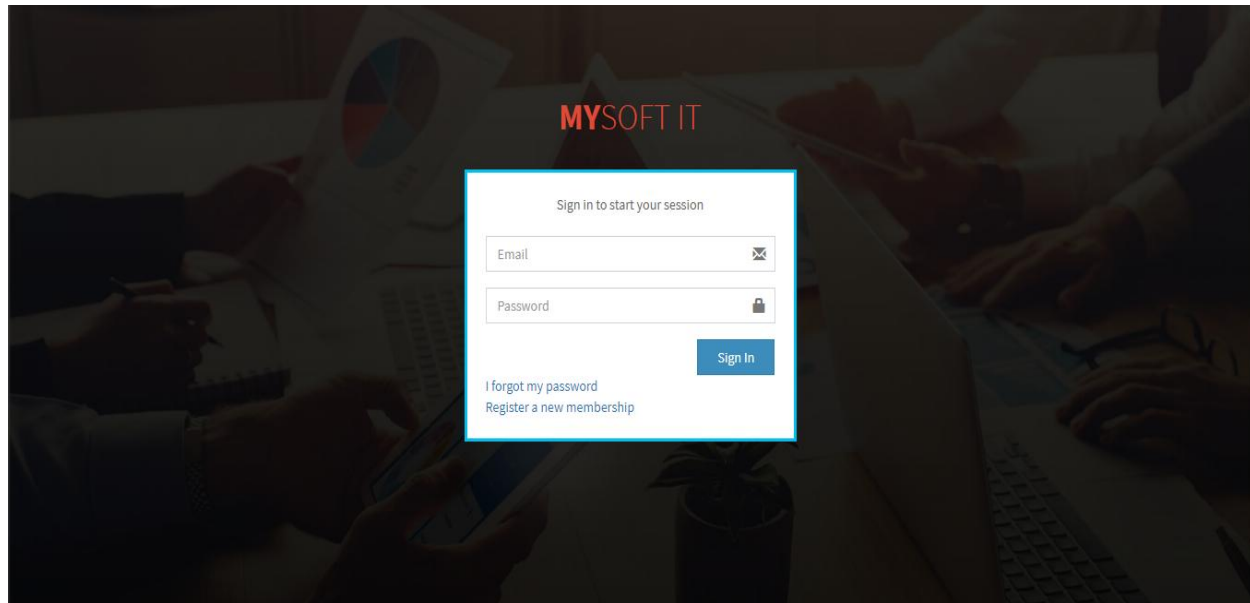 MYSOFT IT
Sign in to start your session
Email
Password
Sign In
I forgot my password
Register a new membership